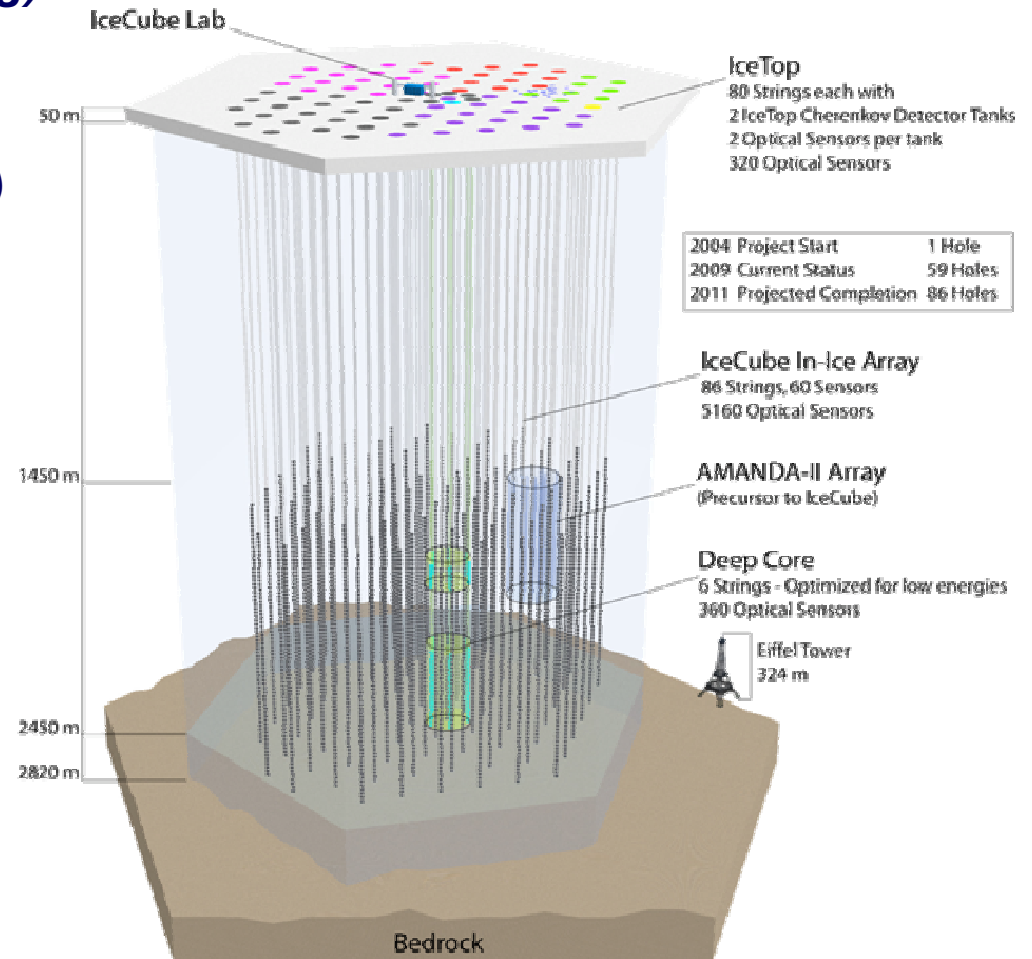 IceCube Lab
IceTop
80 Strings each with
2 IceTop Cherenkov Detector Tanks
2 Optical Sensors per tank
320 Optical Sensors
50 m
2004 Project Start 1 Hole
2009 Current Status 59 Holes
2011 Projected Completion 86 Holes
IceCube In-Ice Array
86 Strings, 60 Sensors
5160 Optical Sensors
1450 m
AMANDA-II Array
(Precursor to IceCube)
Deep Core
6 Strings - Optimized for low energies
360 Optical Sensors
Eiffel Tower
324 m
2450 m
2820 m
Bedrock